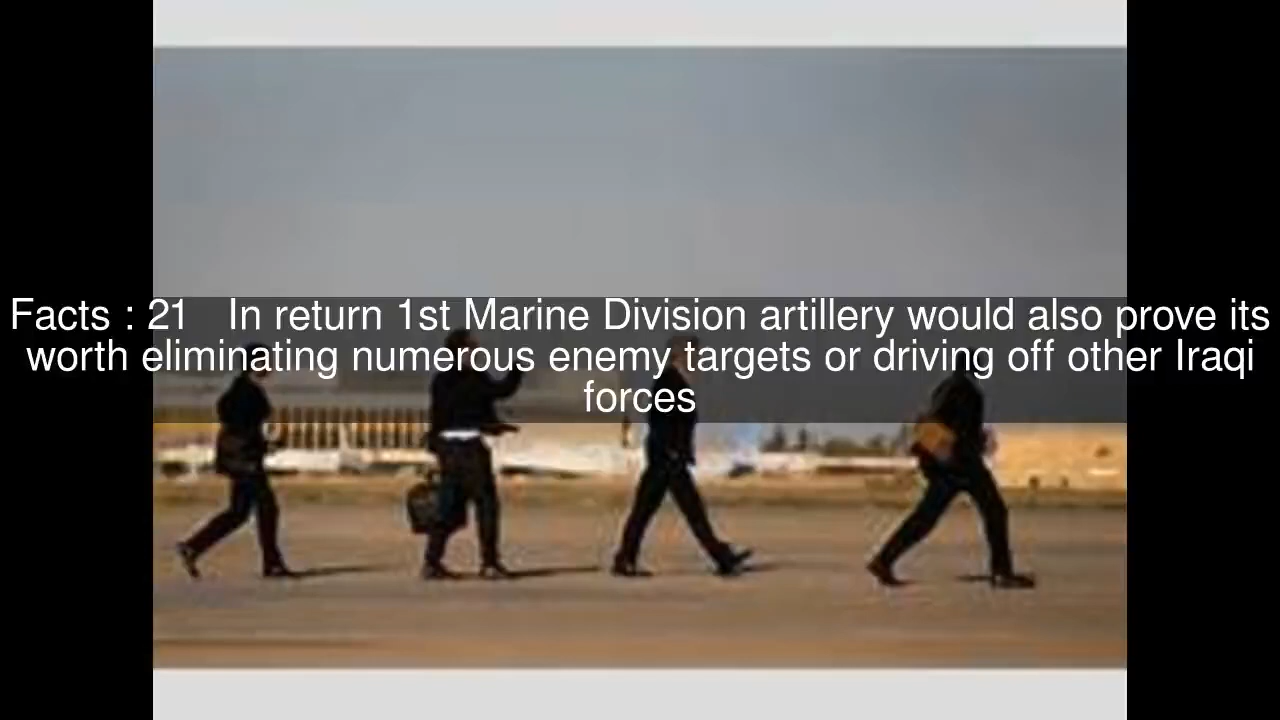 Facts : 21 In return 1st Marine Division artillery would also prove its
worth eliminating numerous enemy targets or driving off other Iraqi
forces